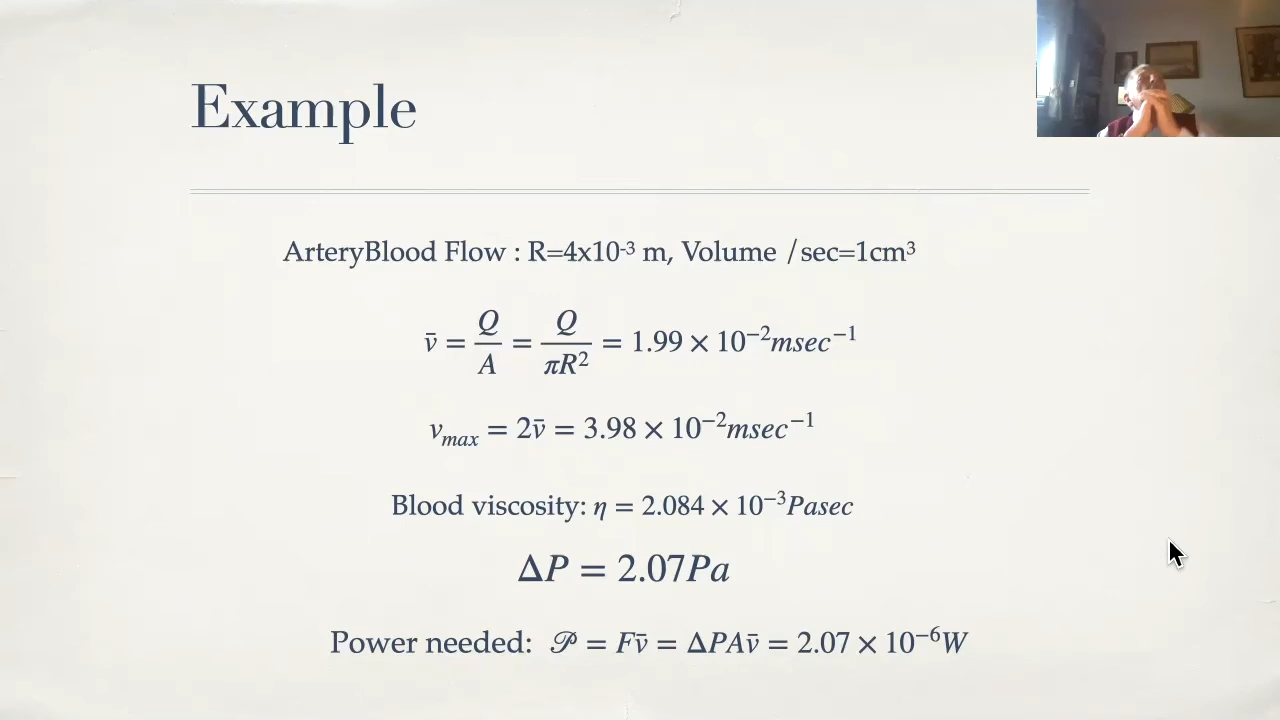 Example
ArteryBlood Flow : R=4x10⁻³ m, Volume /sec=1cm³
v̄ = Q/A = Q/πR² = 1.99 × 10⁻²msec⁻¹
vₘₐₓ = 2v̄ = 3.98 × 10⁻²msec⁻¹
Blood viscosity: η = 2.084 × 10⁻³Pasec
ΔP = 2.07Pa
Power needed: 𝒫 = Fv̄ = ΔPAv̄ = 2.07 × 10⁻⁶W